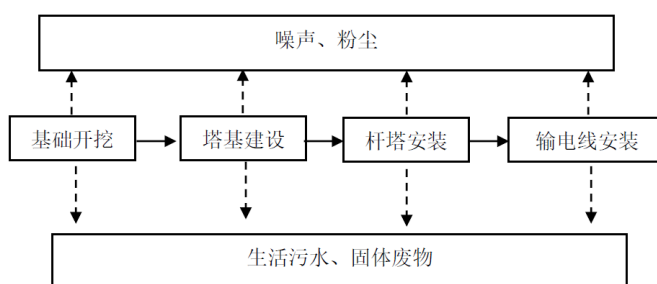 噪声、粉尘
基础开挖
塔基建设
杆塔安装
输电线安装
生活污水、固体废物